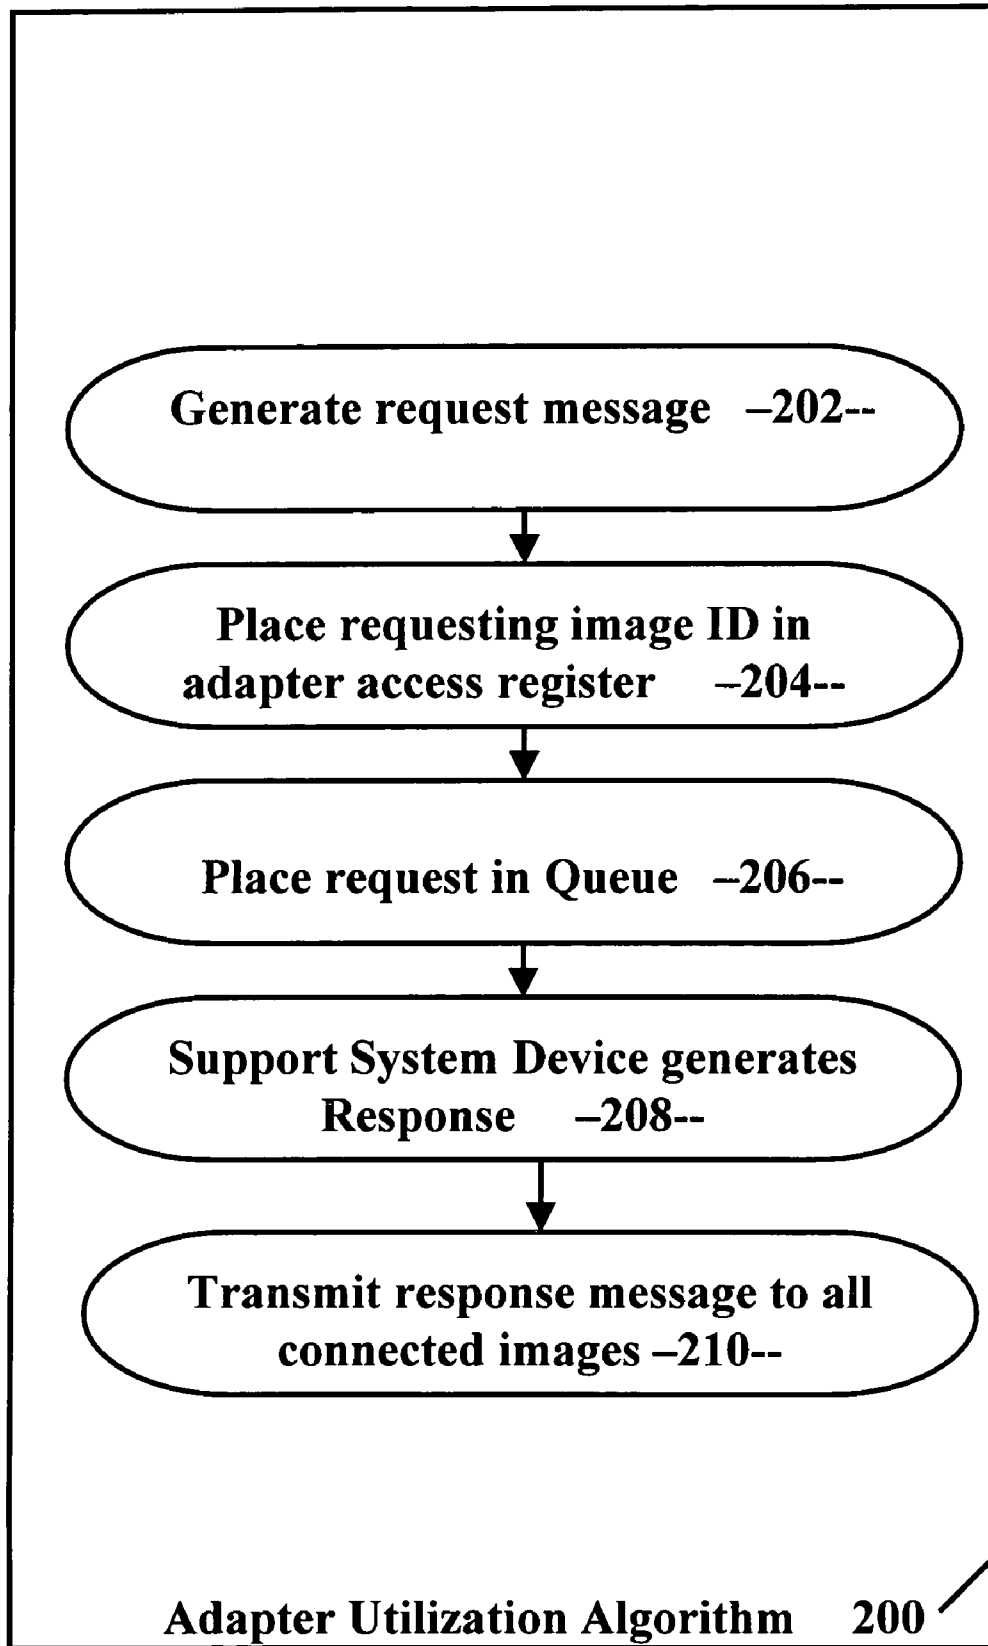 Generate request message –202--
Place requesting image ID in
adapter access register –204--
Place request in Queue –206--
Support System Device generates
Response –208--
Transmit response message to all
connected images –210--
Adapter Utilization Algorithm 200